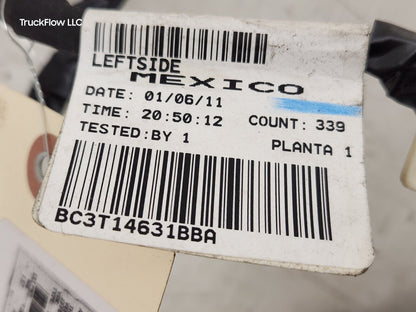 TruckFlow LLC
LEFTSIDE
MEXICO
DATE: 01/06/11
TIME: 20:50:12 COUNT: 339
TESTED:BY 1 PLANTA 1
BC3T14631BBA